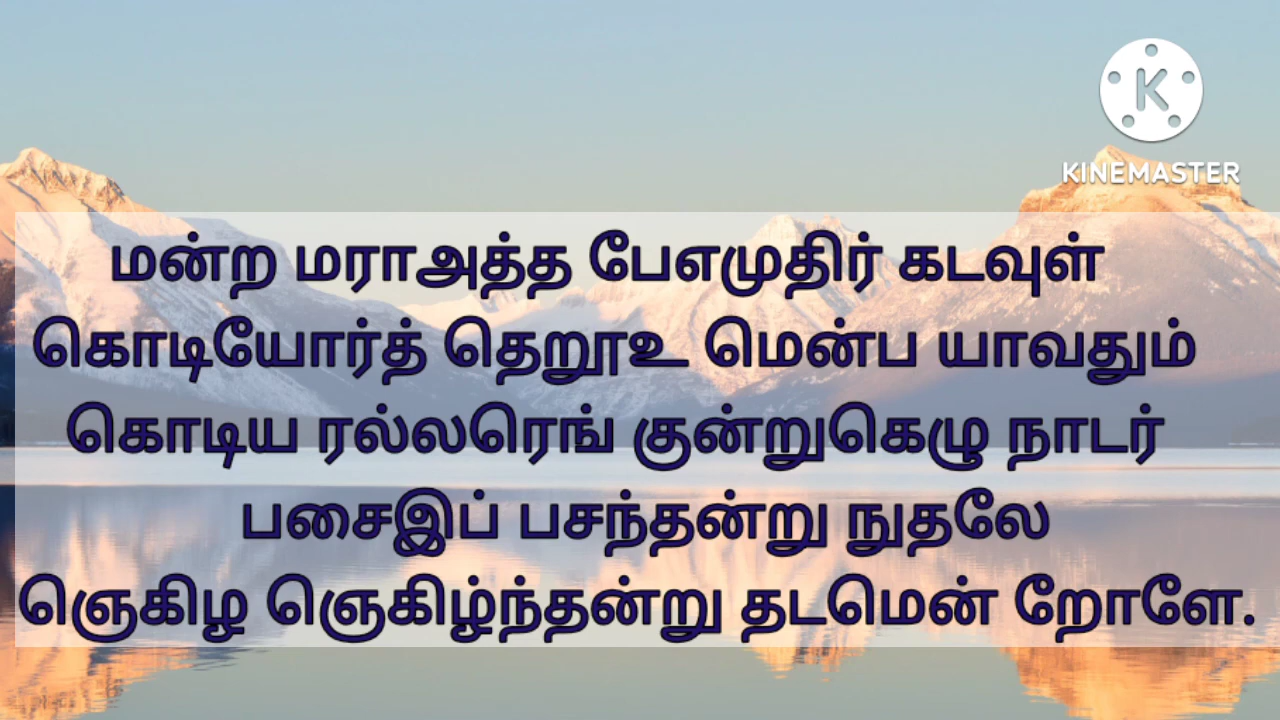 K
KINEMASTER
மன்ற மராஅத்த பேஎமுதிர் கடவுள்
கொடியோர்த் தெறூஉ மென்ப யாவதும்
கொடிய ரல்லரெங் குன்றுகெழு நாடர்
பசைஇப் பசந்தன்று நுதலே
ஞெகிழ ஞெகிழ்ந்தன்று தடமென் றோளே.